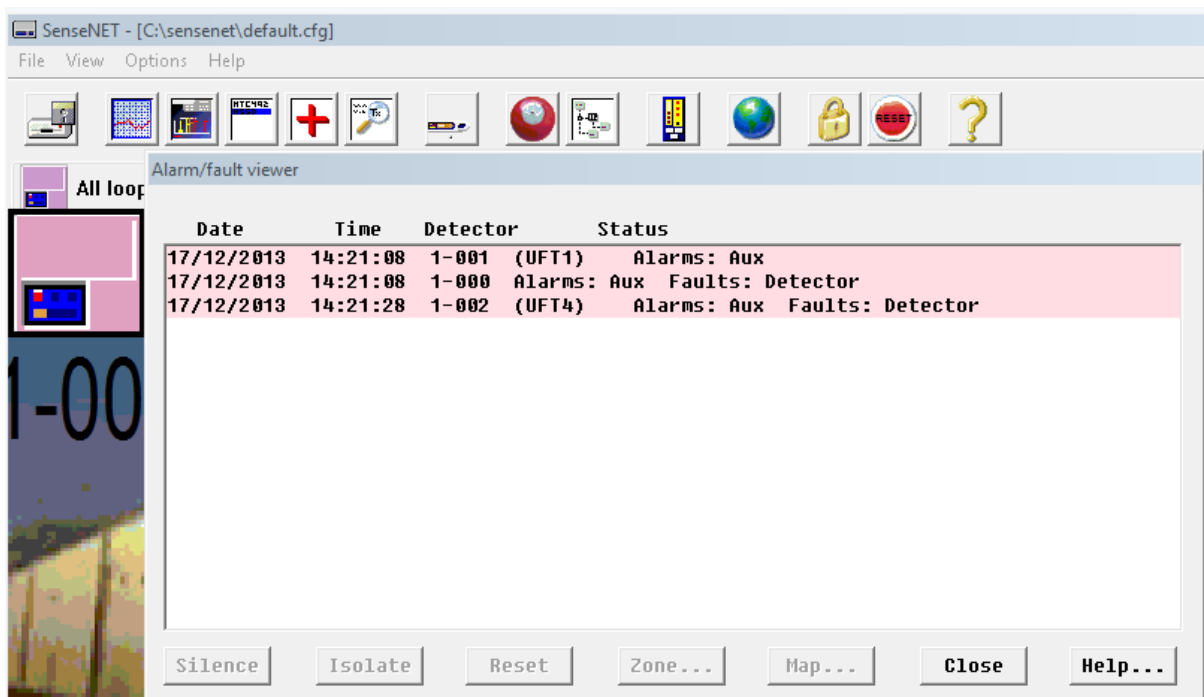 SenseNET - [C:\sensenet\default.cfg]
File View Options Help
HTC492
Tx
RESET
All loop
Alarm/fault viewer
Date Time Detector Status
17/12/2013 14:21:08 1-001 (UFT1) Alarms: Aux
17/12/2013 14:21:08 1-000 Alarms: Aux Faults: Detector
17/12/2013 14:21:28 1-002 (UFT4) Alarms: Aux Faults: Detector
1-00
Silence Isolate Reset Zone... Map... Close Help...